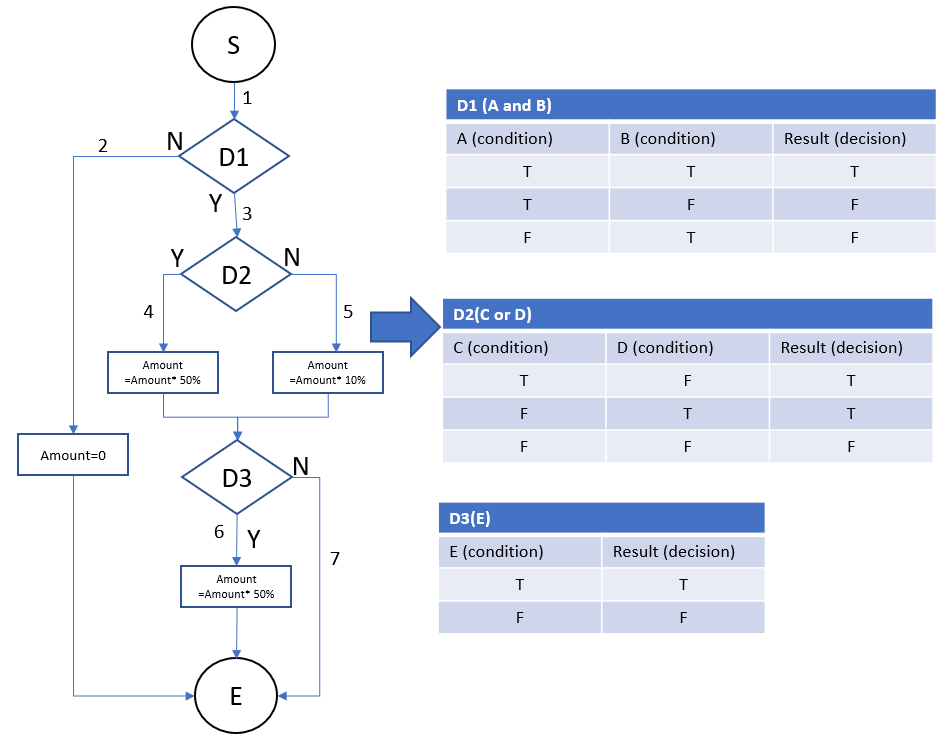 S
1
2
N
D1
Y
3
Y
D2
N
4
5
Amount
=Amount* 50%
Amount
=Amount* 10%
Amount=0
D3
N
6
Y
7
Amount
=Amount* 50%
E
D1 (A and B)
A (condition) B (condition) Result (decision)
T T T
T F F
F T F
D2(C or D)
C (condition) D (condition) Result (decision)
T F T
F T T
F F F
D3(E)
E (condition) Result (decision)
T T
F F